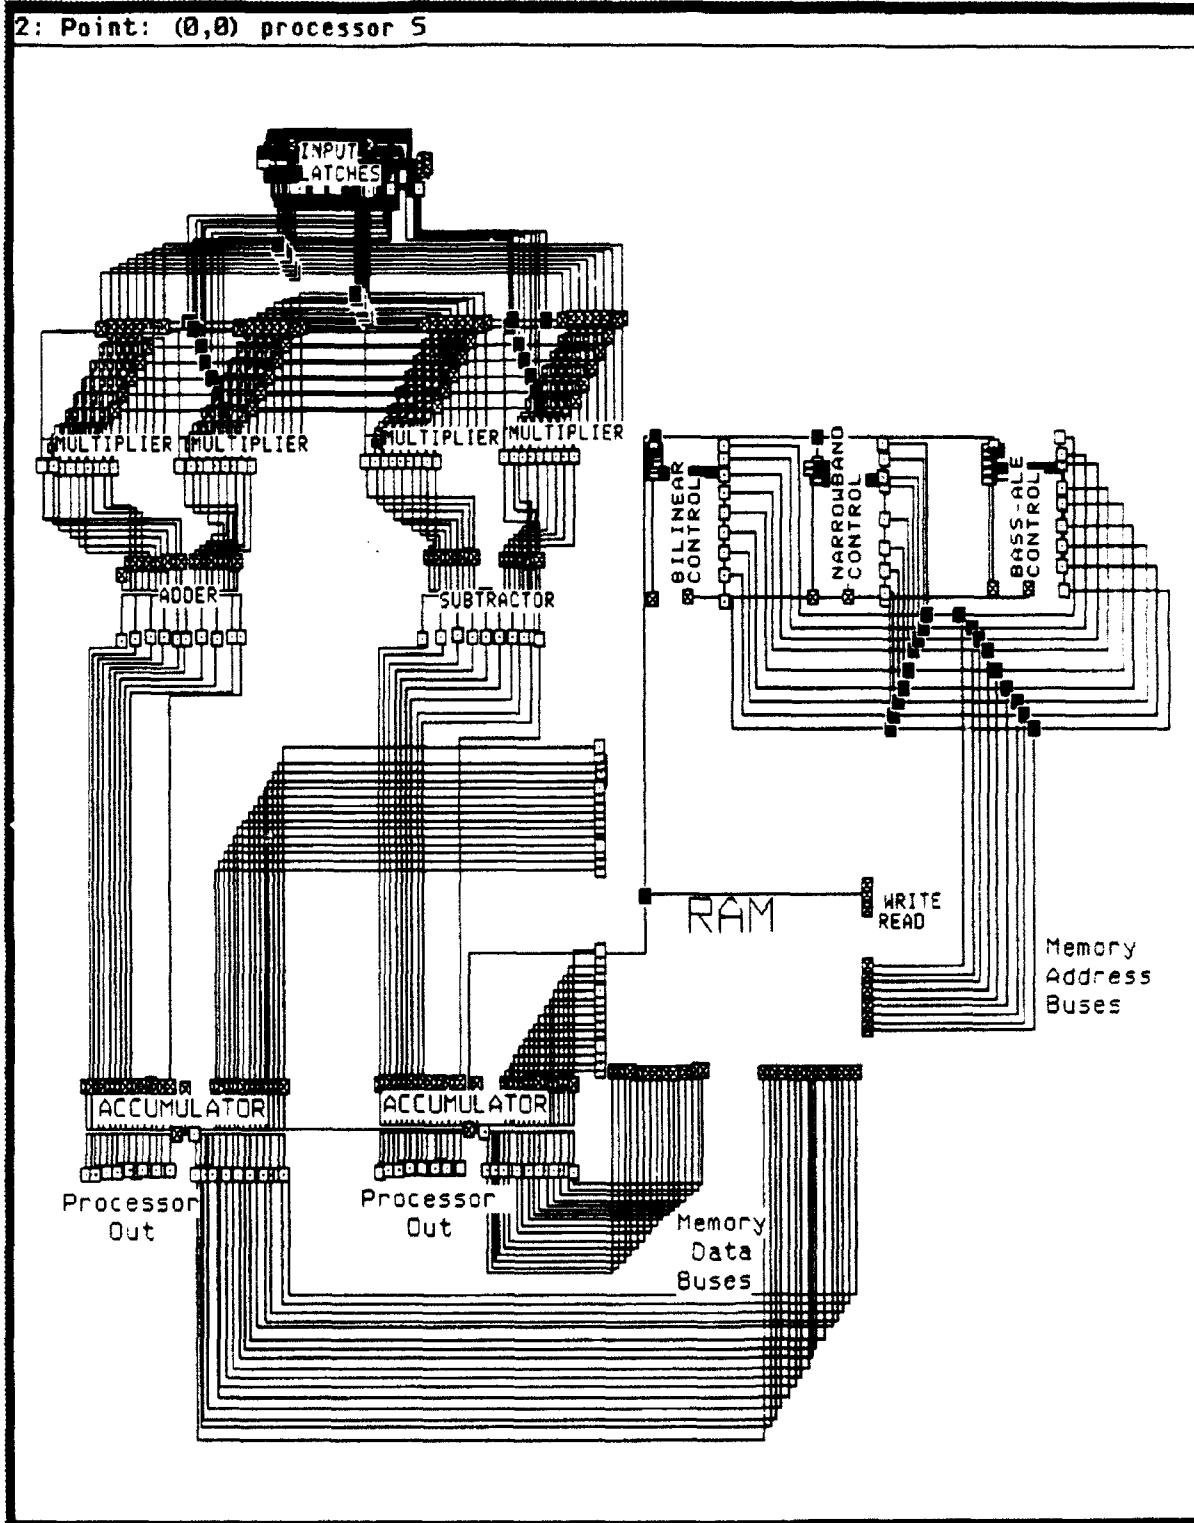 2: Point: (0,0) processor 5
INPUT
LATCHES
MULTIPLIER
MULTIPLIER
MULTIPLIER
MULTIPLIER
BILINEAR
CONTROL
NARROWBAND
CONTROL
BASS-ALE
CONTROL
ADDER
SUBTRACTOR
RAM
WRITE
READ
Memory
Address
Buses
ACCUMULATOR
ACCUMULATOR
Processor
Out
Processor
Out
Memory
Data
Buses